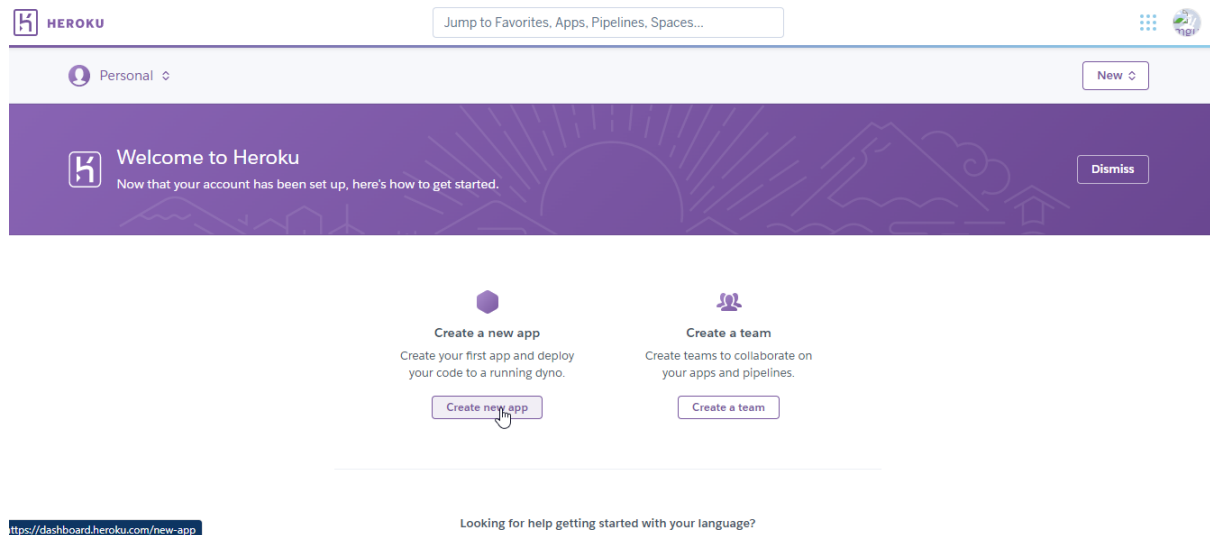 HEROKU
Jump to Favorites, Apps, Pipelines, Spaces...
Personal
New
Welcome to Heroku
Now that your account has been set up, here's how to get started.
Dismiss
Create a new app
Create your first app and deploy
your code to a running dyno.
Create new app
Create a team
Create teams to collaborate on
your apps and pipelines.
Create a team
Looking for help getting started with your language?
ttps://dashboard.heroku.com/new-app